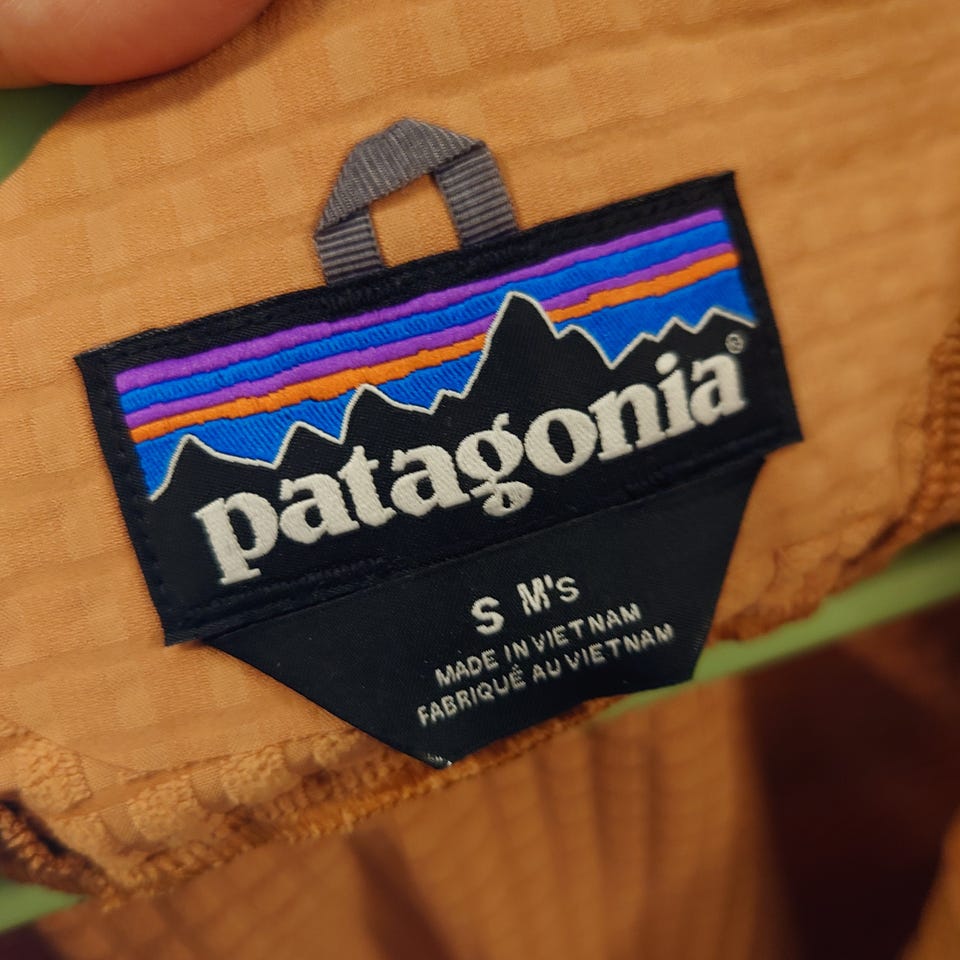 patagonia®
S M's
MADE IN VIETNAM
FABRIQUÉ AU VIETNAM